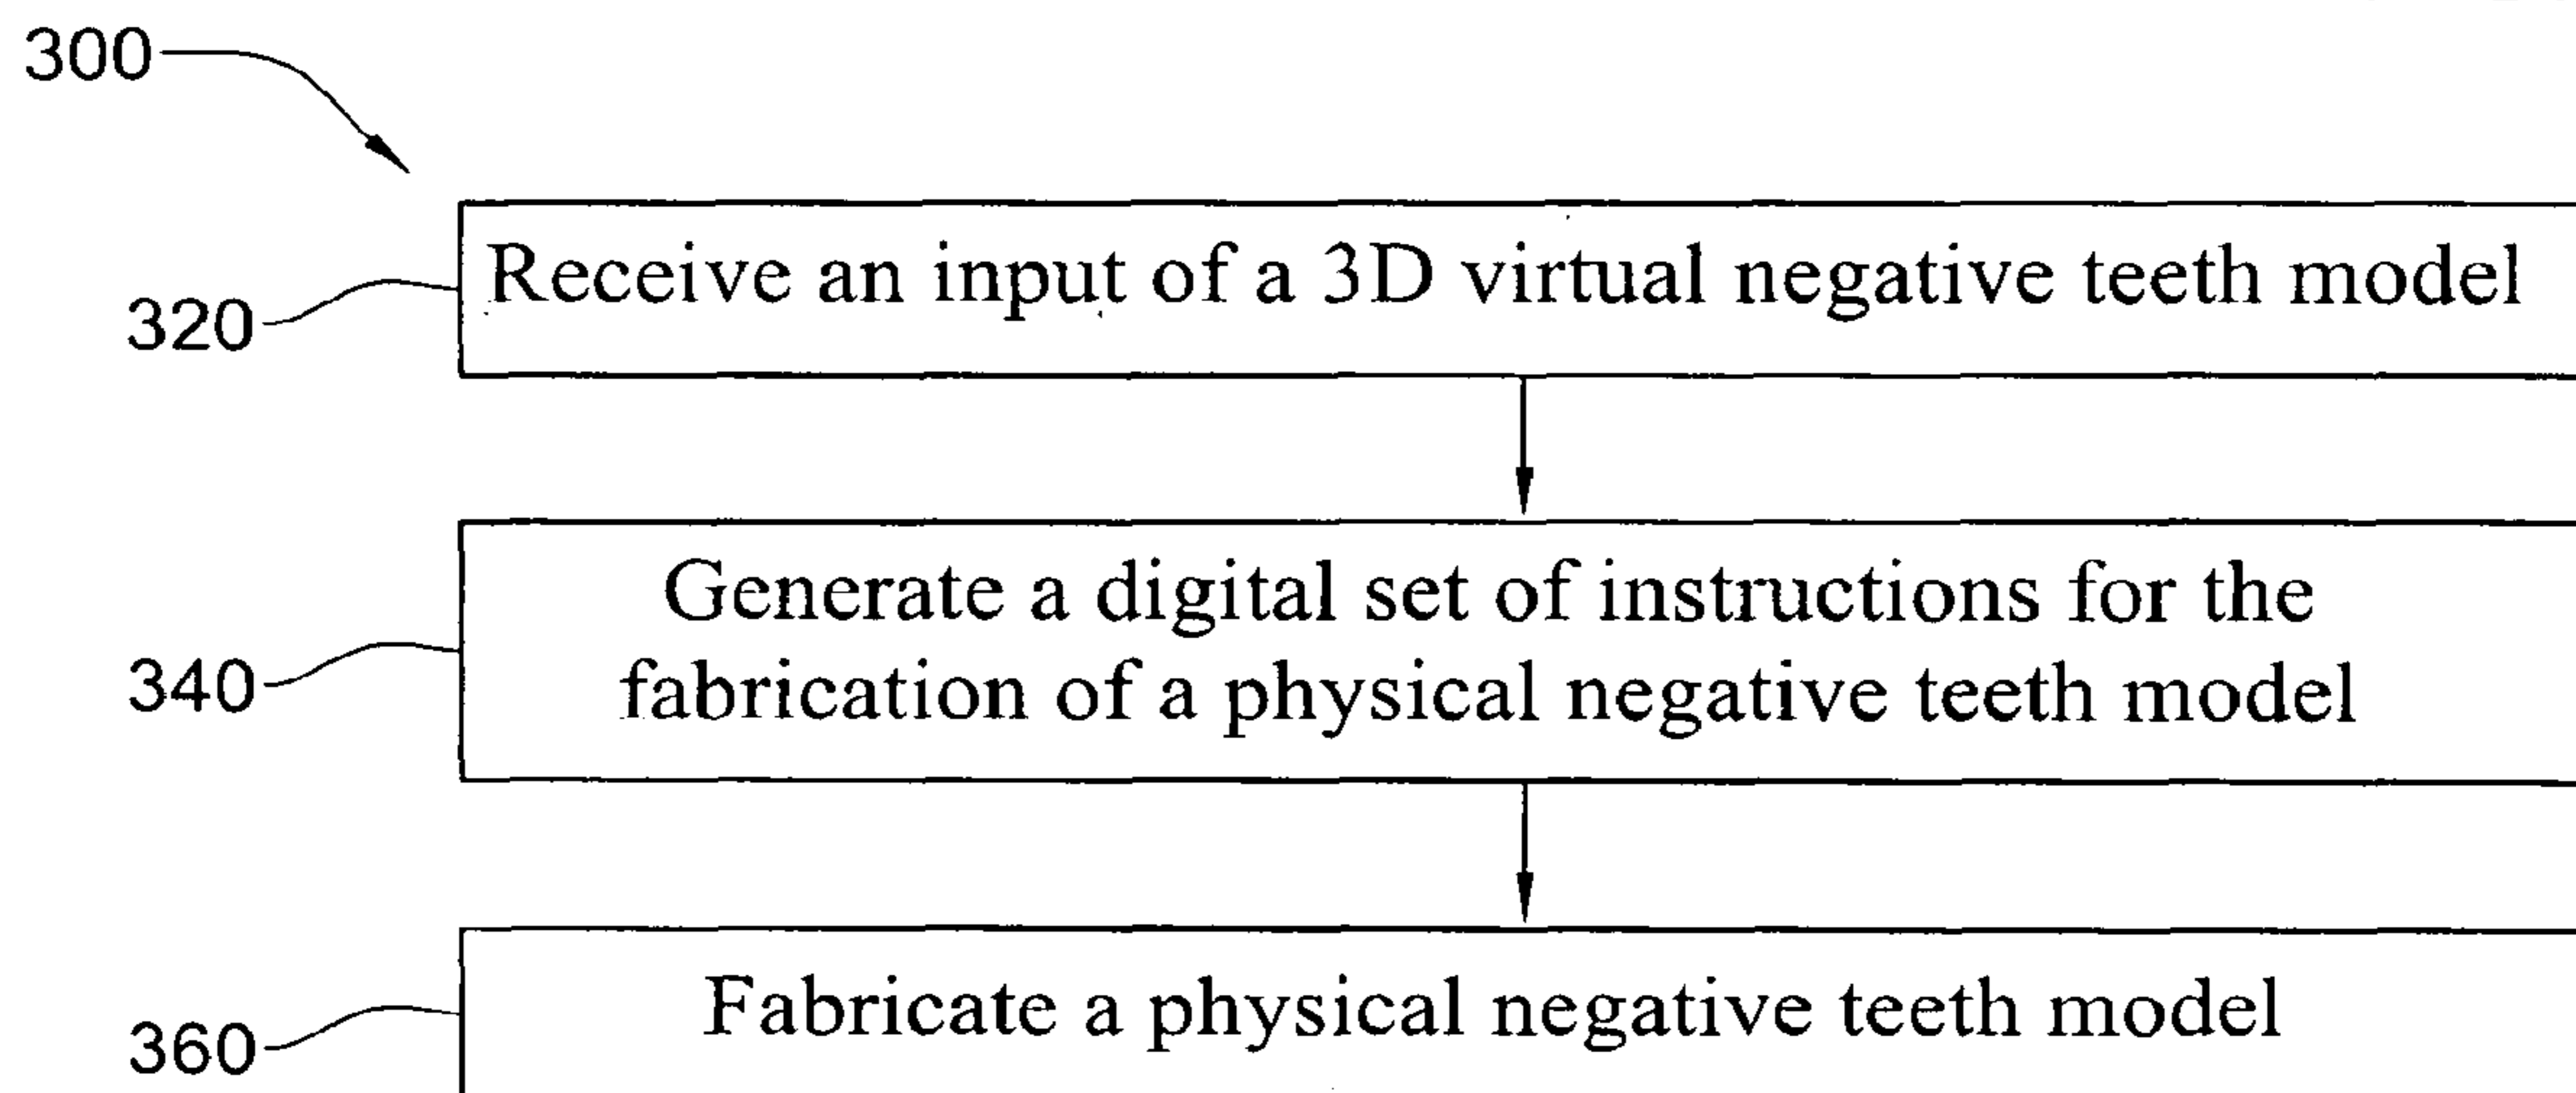 300
320
Receive an input of a 3D virtual negative teeth model
340
Generate a digital set of instructions for the
fabrication of a physical negative teeth model
360
Fabricate a physical negative teeth model